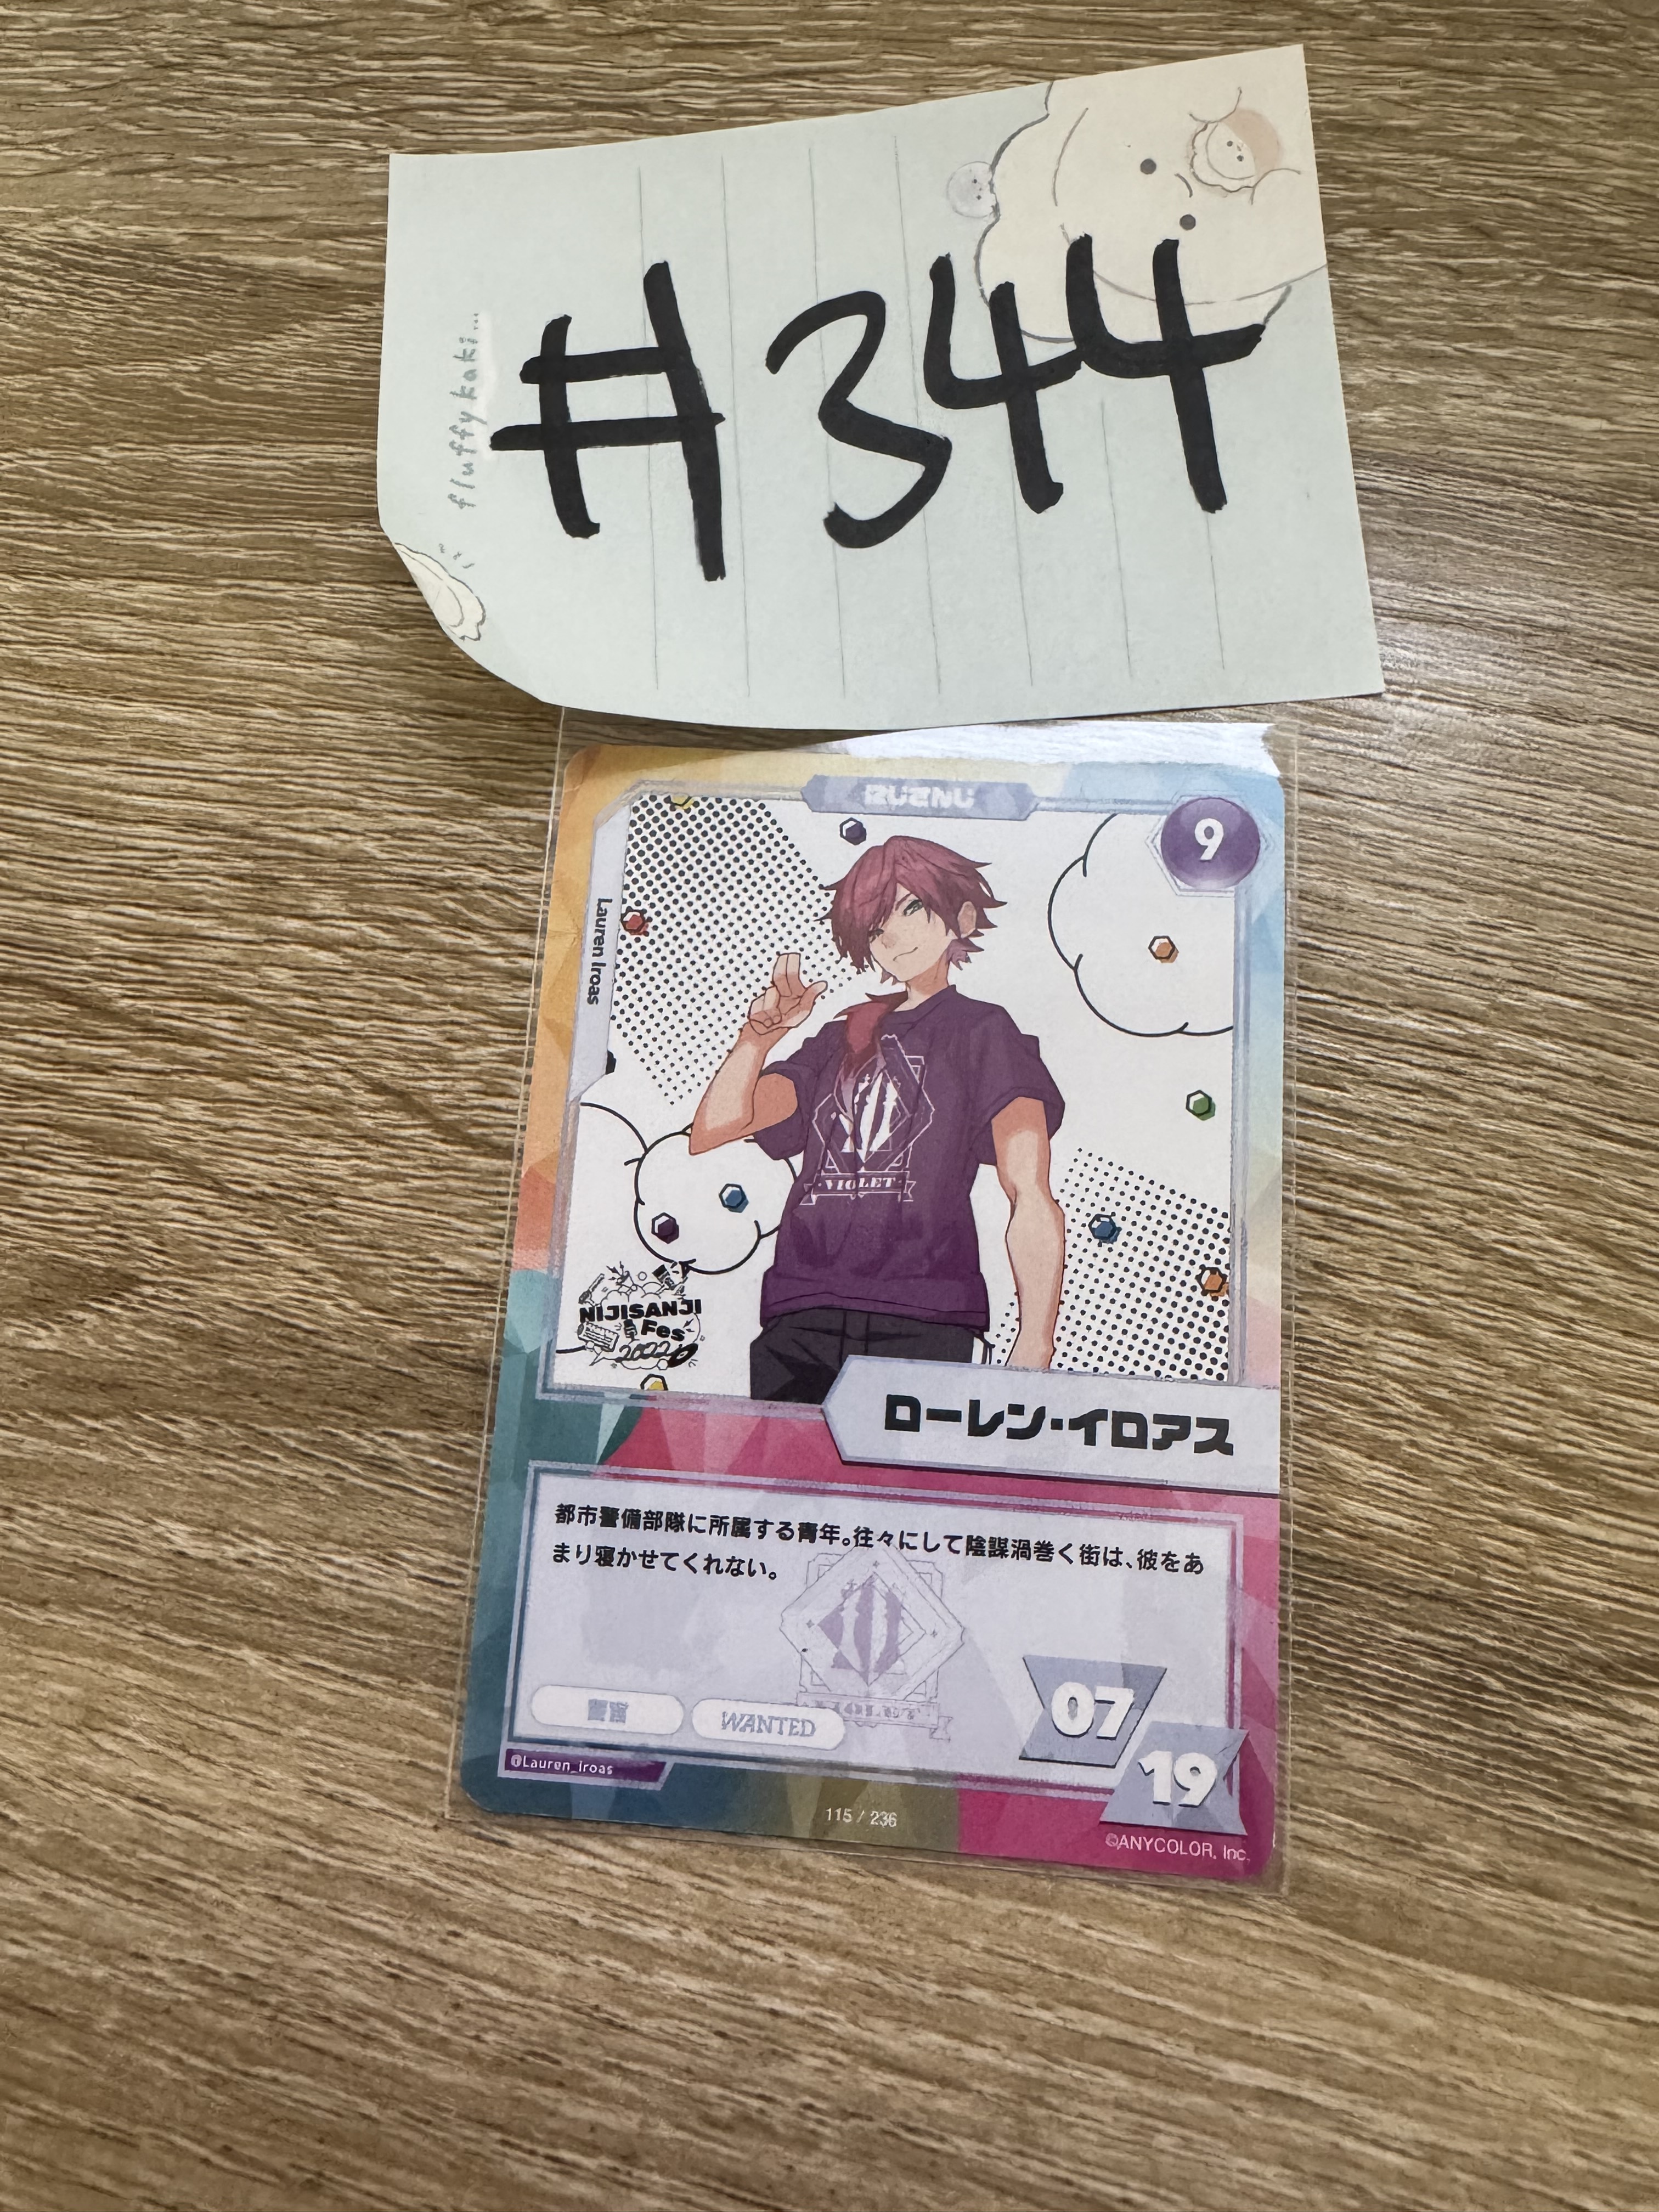 fluffy kaki...
#344
にじさんじ
9
Lauren Iroas
VIOLET
NIJISANJI
Fes
2022
ローレン・イロアス
都市警備部隊に所属する青年。往々にして陰謀渦巻く街は、彼をあ
まり寝かせてくれない。
VIOLET
WANTED
07
19
@Lauren_Iroas
115 / 236
©ANYCOLOR, Inc.